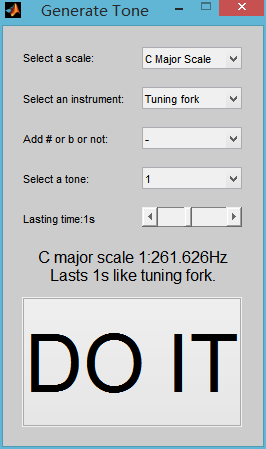 Generate Tone
Select a scale: C Major Scale
Select an instrument: Tuning fork
Add # or b or not: -
Select a tone: 1
Lasting time:1s
C major scale 1:261.626Hz
Lasts 1s like tuning fork.
DO IT